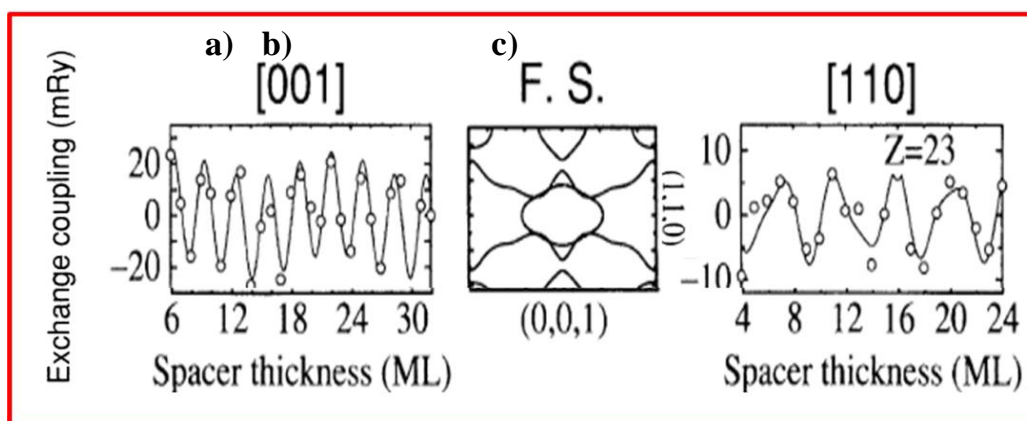 a) b) c)
[001] F. S. [110]
Exchange coupling (mRy)
20
0
−20
6 12 18 24 30
Spacer thickness (ML)
(1.1.0)
(0,0,1)
Z=23
10
0
−10
4 8 12 16 20 24
Spacer thickness (ML)